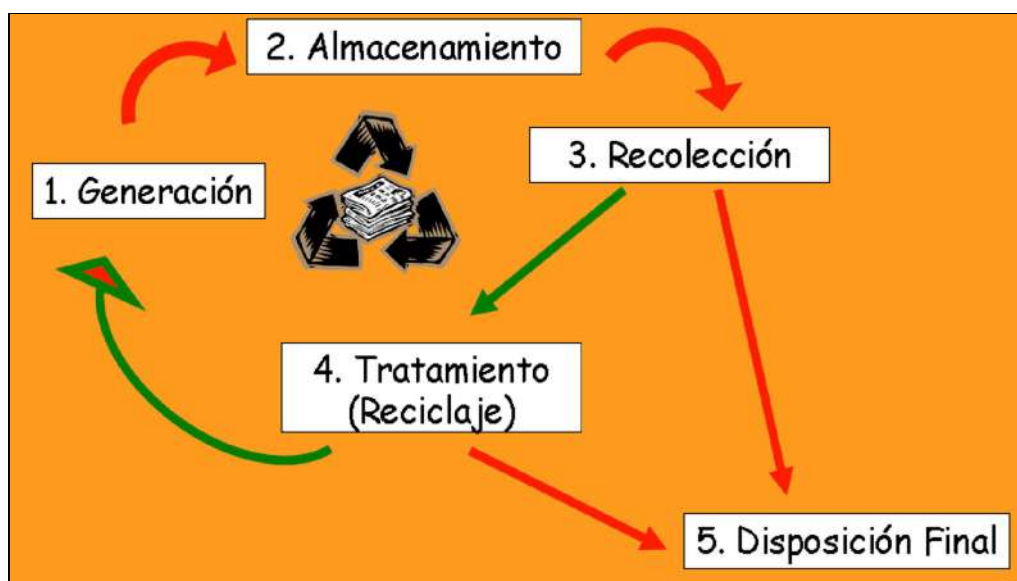 2. Almacenamiento
3. Recolección
1. Generación
4. Tratamiento
(Reciclaje)
5. Disposición Final